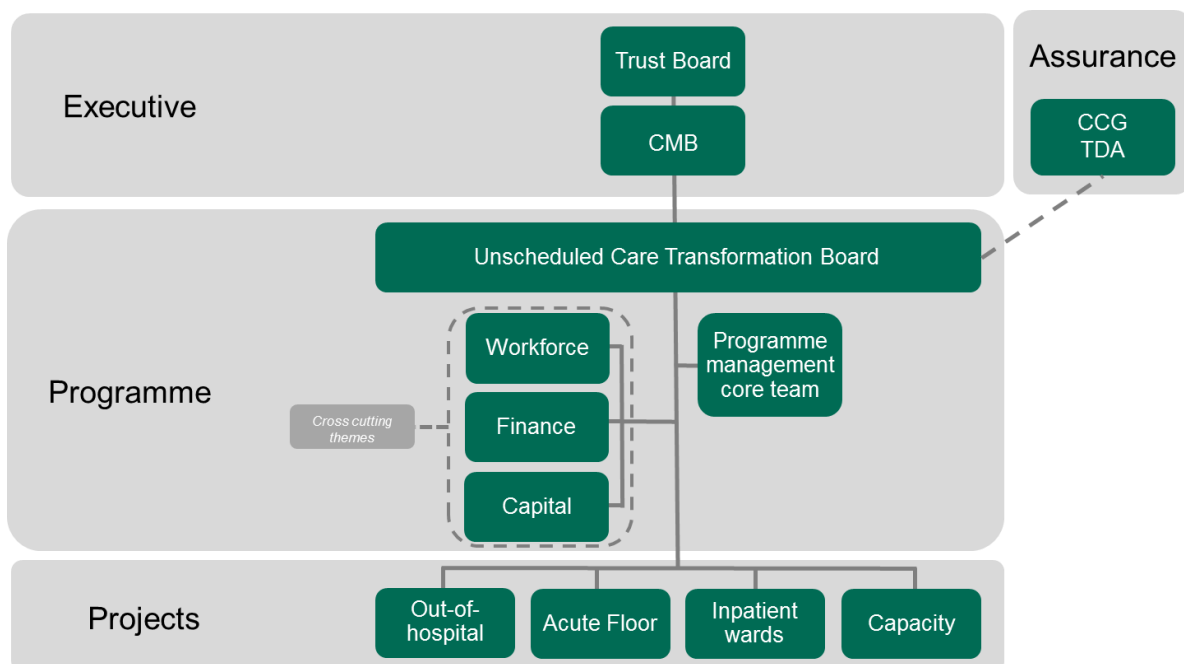 Executive
Trust Board
CMB
Assurance
CCG
TDA
Programme
Unscheduled Care Transformation Board
Workforce
Finance
Capital
Cross cutting
themes
Programme
management
core team
Projects
Out-of-
hospital
Acute Floor
Inpatient
wards
Capacity